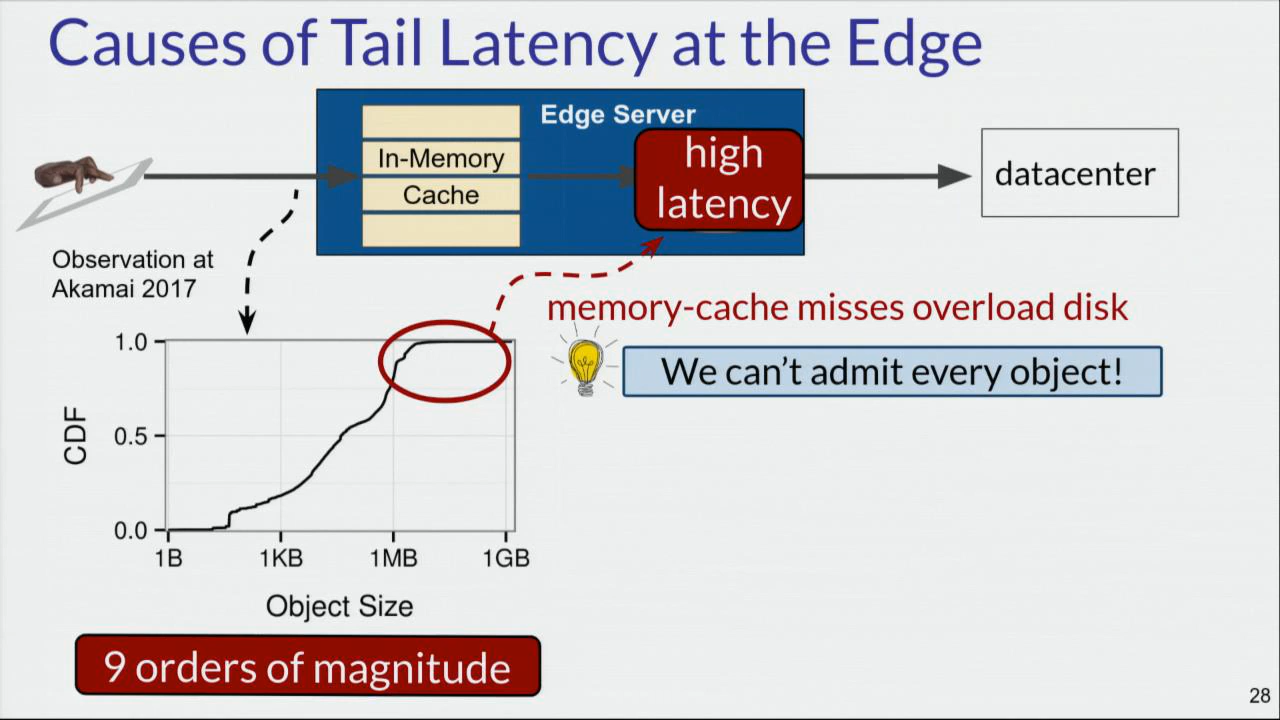 Causes of Tail Latency at the Edge
Edge Server
In-Memory
Cache
high
latency
datacenter
Observation at
Akamai 2017
memory-cache misses overload disk
We can't admit every object!
1.0
0.5
0.0
CDF
1B 1KB 1MB 1GB
Object Size
9 orders of magnitude
28